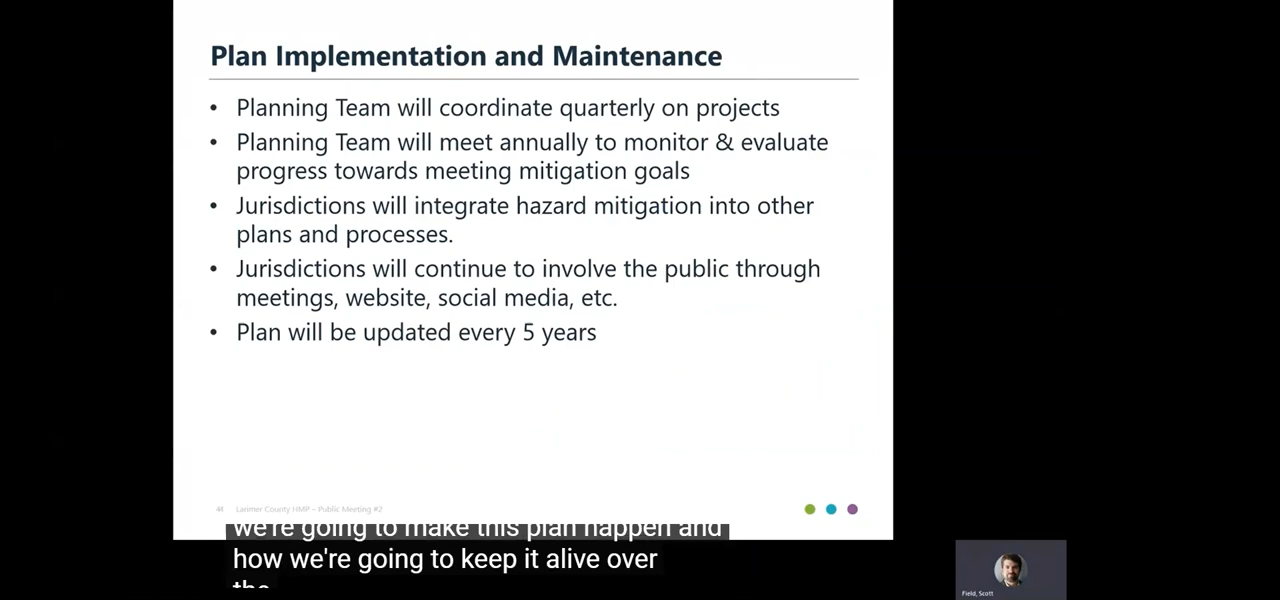 Plan Implementation and Maintenance
• Planning Team will coordinate quarterly on projects
• Planning Team will meet annually to monitor & evaluate
progress towards meeting mitigation goals
• Jurisdictions will integrate hazard mitigation into other
plans and processes.
• Jurisdictions will continue to involve the public through
meetings, website, social media, etc.
• Plan will be updated every 5 years
44 Larimer County HMP – Public Meeting #2
we're going to make this plan happen and
how we're going to keep it alive over
the
Field, Scott